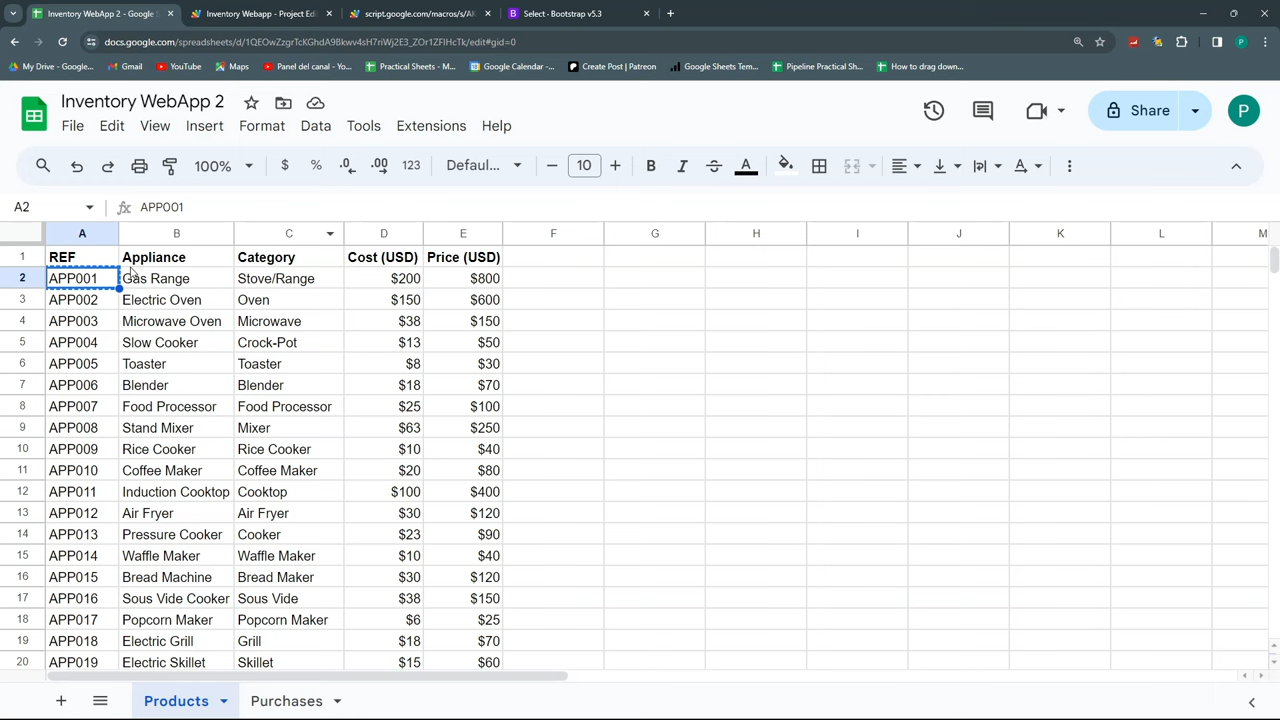 Inventory WebApp 2 - Google S
Inventory Webapp - Project Edi
script.google.com/macros/s/AK
Select · Bootstrap v5.3
docs.google.com/spreadsheets/d/1QEOwZzgrTcKGhdA9Bkwv4sH7riWj2E3_ZOr1ZFIHcTk/edit#gid=0
My Drive - Google...
Gmail
YouTube
Maps
Panel del canal - Yo...
Practical Sheets - M...
Google Calendar -...
Create Post | Patreon
Google Sheets Tem...
Pipeline Practical Sh...
How to drag down...
Inventory WebApp 2
Share
P
File Edit View Insert Format Data Tools Extensions Help
100% $ % .0 .00 123 Defaul... 10 B I A
A2 fx APP001
A B C D E F G H I J K L M
1 REF Appliance Category Cost (USD) Price (USD)
2 APP001 Gas Range Stove/Range $200 $800
3 APP002 Electric Oven Oven $150 $600
4 APP003 Microwave Oven Microwave $38 $150
5 APP004 Slow Cooker Crock-Pot $13 $50
6 APP005 Toaster Toaster $8 $30
7 APP006 Blender Blender $18 $70
8 APP007 Food Processor Food Processor $25 $100
9 APP008 Stand Mixer Mixer $63 $250
10 APP009 Rice Cooker Rice Cooker $10 $40
11 APP010 Coffee Maker Coffee Maker $20 $80
12 APP011 Induction Cooktop Cooktop $100 $400
13 APP012 Air Fryer Air Fryer $30 $120
14 APP013 Pressure Cooker Cooker $23 $90
15 APP014 Waffle Maker Waffle Maker $10 $40
16 APP015 Bread Machine Bread Maker $30 $120
17 APP016 Sous Vide Cooker Sous Vide $38 $150
18 APP017 Popcorn Maker Popcorn Maker $6 $25
19 APP018 Electric Grill Grill $18 $70
20 APP019 Electric Skillet Skillet $15 $60
Products Purchases